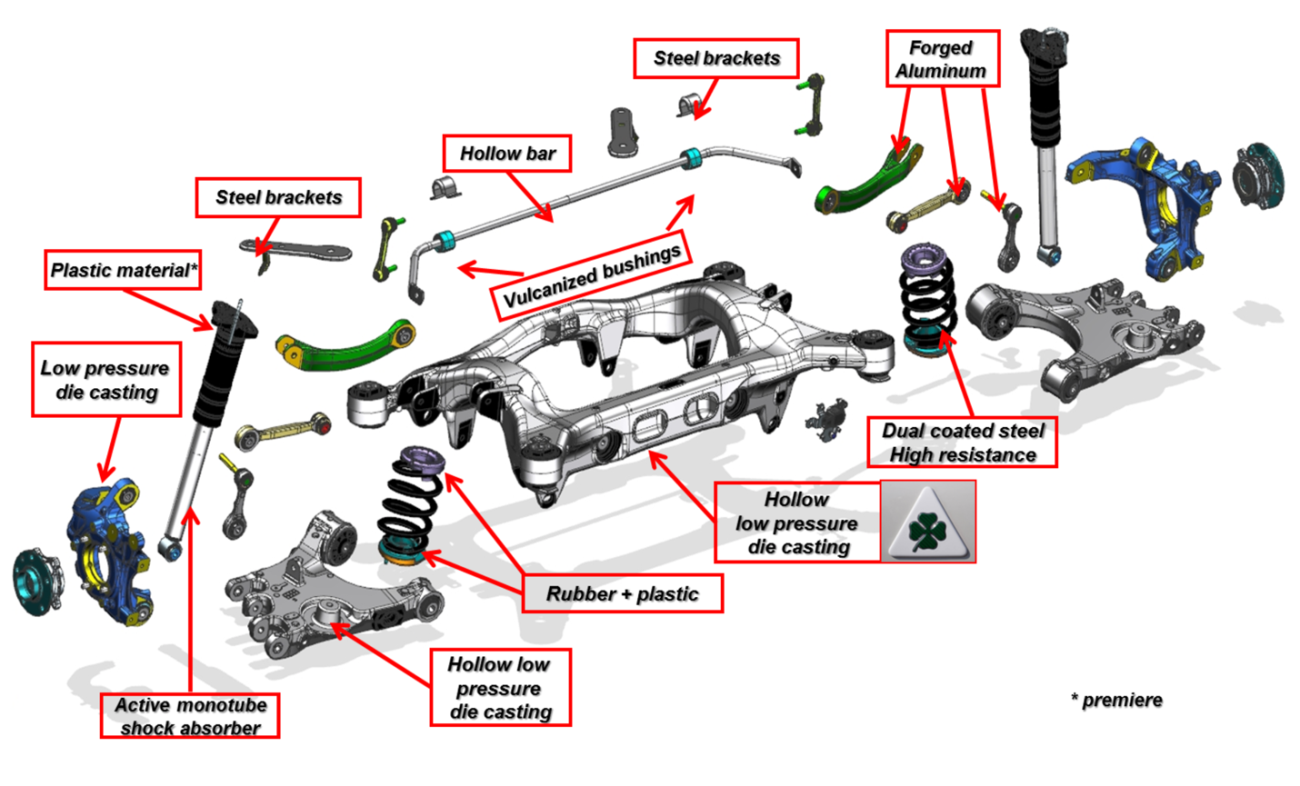 Steel brackets
Forged
Aluminum
Hollow bar
Steel brackets
Vulcanized bushings
Plastic material*
Low pressure
die casting
Dual coated steel
High resistance
Hollow
low pressure
die casting
Rubber + plastic
Hollow low
pressure
die casting
Active monotube
shock absorber
* premiere